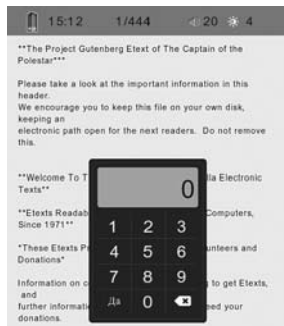 15:12 1/444 20 4
**The Project Gutenberg Etext of The Captain of the
Polestar***
Please take a look at the important information in this
header.
We encourage you to keep this file on your own disk,
keeping an
electronic path open for the next readers. Do not remove
this.
**Welcome To T lla Electronic
Texts**
**Etexts Readab Computers,
Since 1971**
*These Etexts Pr unteers and
Donations*
Information on c g to get Etexts,
and
further informati eed your
donations.
0
1 2 3
4 5 6
7 8 9
Да 0